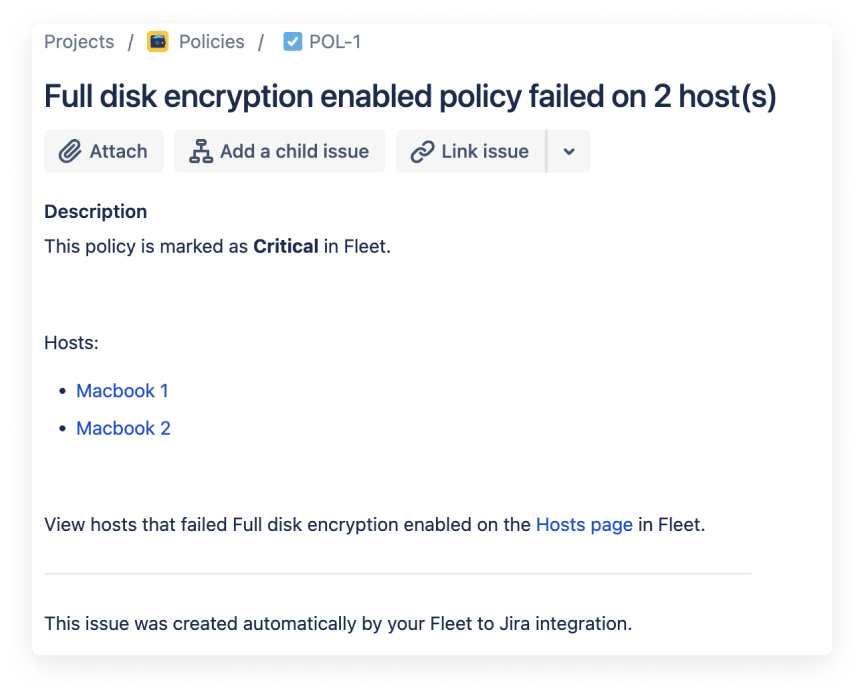 Projects / Policies / POL-1
Full disk encryption enabled policy failed on 2 host(s)
Attach Add a child issue Link issue
Description
This policy is marked as Critical in Fleet.
Hosts:
• Macbook 1
• Macbook 2
View hosts that failed Full disk encryption enabled on the Hosts page in Fleet.
This issue was created automatically by your Fleet to Jira integration.